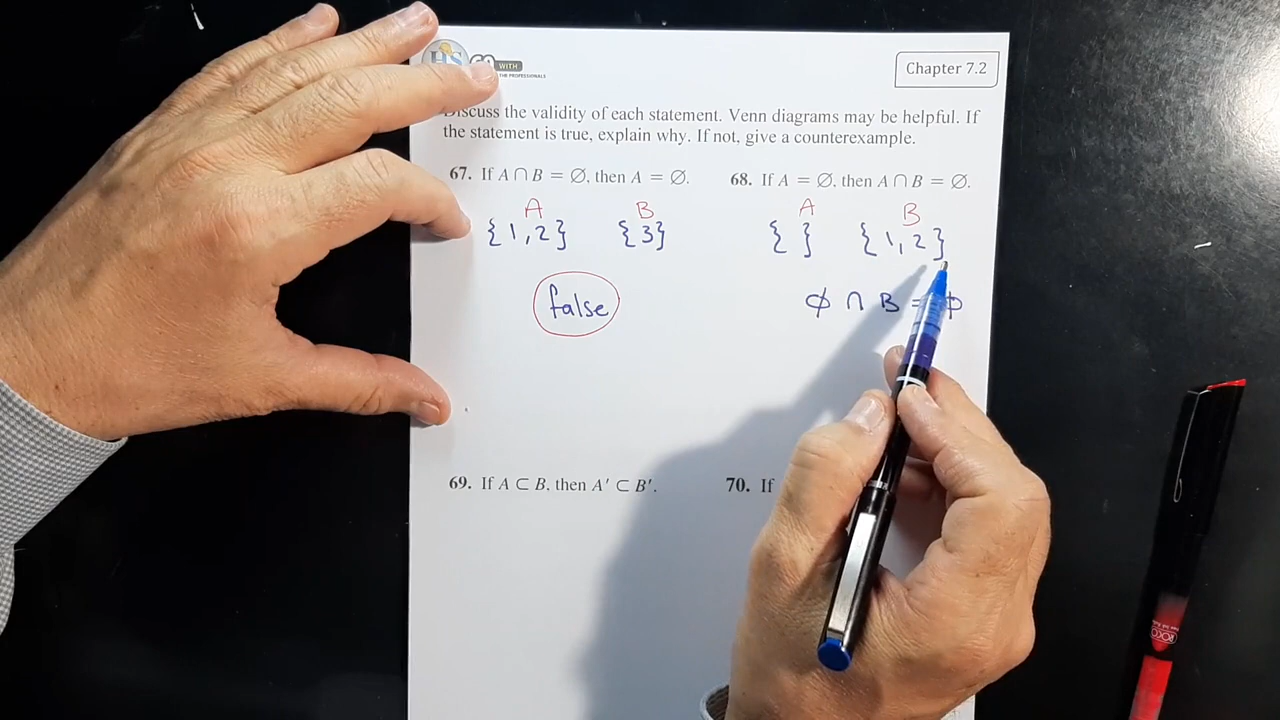 HS
WITH
THE PROFESSIONALS
Chapter 7.2
Discuss the validity of each statement. Venn diagrams may be helpful. If
the statement is true, explain why. If not, give a counterexample.
67. If A ∩ B = ∅, then A = ∅.
A B
{1,2} {3}
false
68. If A = ∅, then A ∩ B = ∅.
A B
{ } {1,2}
ϕ ∩ B = ϕ
69. If A ⊂ B, then A′ ⊂ B′.
70. If
ROCO